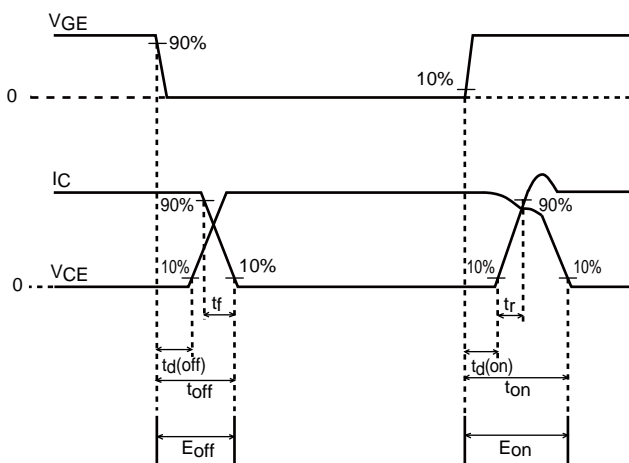 VGE
90%
10%
0
IC
90%
90%
VCE
10%
10%
10%
10%
0
tf
tr
td(off)
td(on)
toff
ton
Eoff
Eon